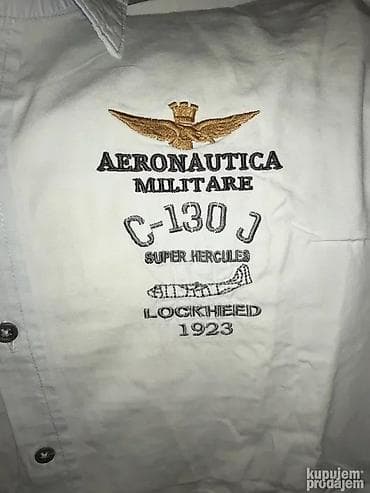 AERONAUTICA
MILITARE
C-130 J
SUPER HERCULES
LOCKHEED
1923
kupujem
prodajem